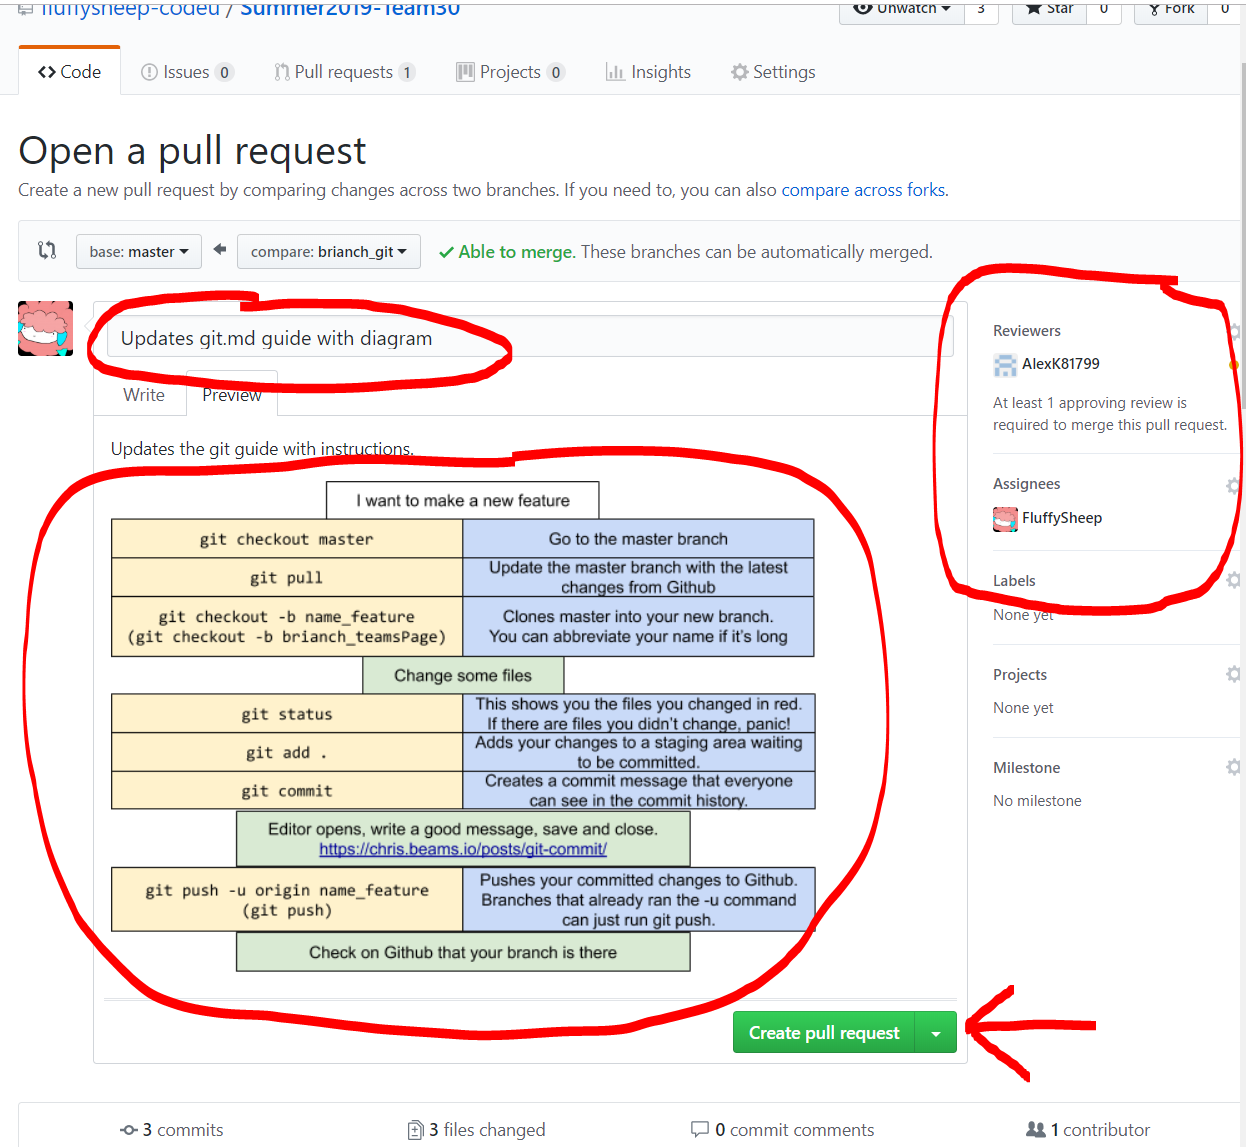 fluffysheep-codeu / Summer2019-Team30
Unwatch 3 Star 0 Fork 0
Code Issues 0 Pull requests 1 Projects 0 Insights Settings
Open a pull request
Create a new pull request by comparing changes across two branches. If you need to, you can also compare across forks.
base: master compare: brianch_git Able to merge. These branches can be automatically merged.
Updates git.md guide with diagram
Write Preview
Updates the git guide with instructions.
I want to make a new feature
git checkout master
Go to the master branch
git pull
Update the master branch with the latest
changes from Github
git checkout -b name_feature
(git checkout -b brianch_teamsPage)
Clones master into your new branch.
You can abbreviate your name if it's long
Change some files
git status
This shows you the files you changed in red.
If there are files you didn't change, panic!
git add .
Adds your changes to a staging area waiting
to be committed.
git commit
Creates a commit message that everyone
can see in the commit history.
Editor opens, write a good message, save and close.
https://chris.beams.io/posts/git-commit/
git push -u origin name_feature
(git push)
Pushes your committed changes to Github.
Branches that already ran the -u command
can just run git push.
Check on Github that your branch is there
Create pull request
Reviewers
AlexK81799
At least 1 approving review is
required to merge this pull request.
Assignees
FluffySheep
Labels
None yet
Projects
None yet
Milestone
No milestone
3 commits 3 files changed 0 commit comments 1 contributor